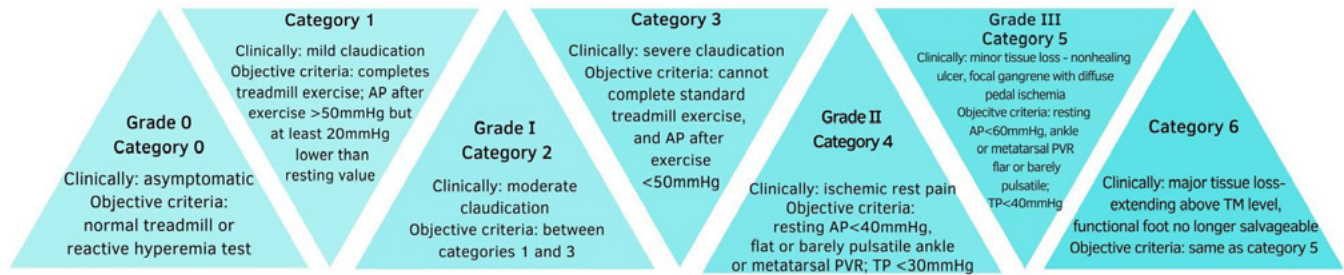 Grade 0
Category 0
Clinically: asymptomatic
Objective criteria:
normal treadmill or
reactive hyperemia test
Category 1
Clinically: mild claudication
Objective criteria: completes
treadmill exercise; AP after
exercise >50mmHg but
at least 20mmHg
lower than
resting value
Grade I
Category 2
Clinically: moderate
claudication
Objective criteria: between
categories 1 and 3
Category 3
Clinically: severe claudication
Objective criteria: cannot
complete standard
treadmill exercise,
and AP after
exercise
<50mmHg
Grade II
Category 4
Clinically: ischemic rest pain
Objective criteria:
resting AP<40mmHg,
flat or barely pulsatile ankle
or metatarsal PVR; TP <30mmHg
Grade III
Category 5
Clinically: minor tissue loss - nonhealing
ulcer, focal gangrene with diffuse
pedal ischemia
Objecitve criteria: resting
AP<60mmHg, ankle
or metatarsal PVR
flar or barely
pulsatile;
TP<40mmHg
Category 6
Clinically: major tissue loss-
extending above TM level,
functional foot no longer salvageable
Objective criteria: same as category 5